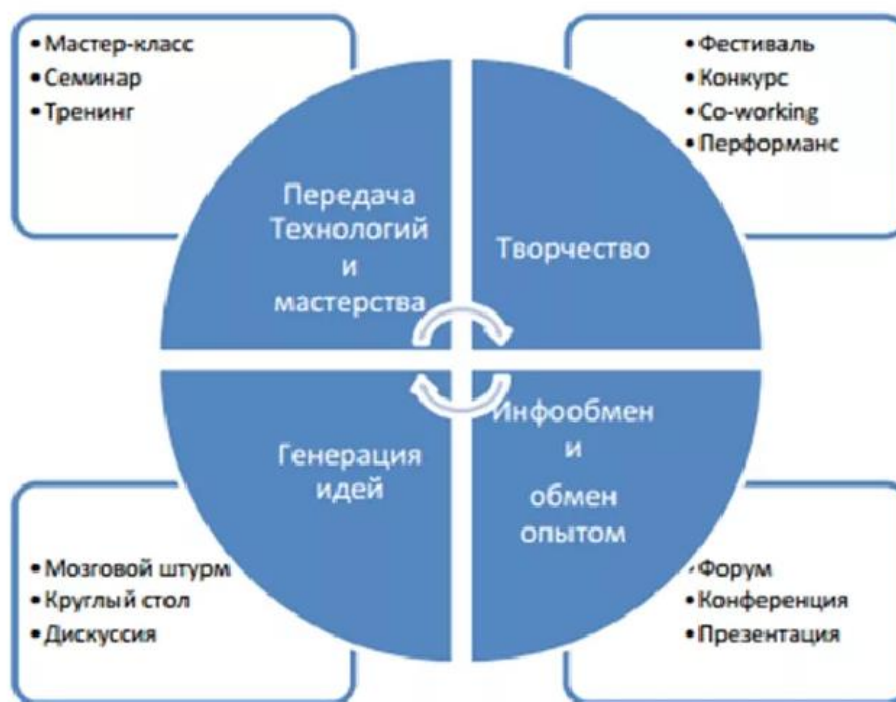 • Мастер-класс
• Семинар
• Тренинг
• Фестиваль
• Конкурс
• Co-working
• Перформанс
Передача
Технологий
и
мастерства
Творчество
Генерация
идей
Инфообмен
и
обмен
опытом
• Мозговой штурм
• Круглый стол
• Дискуссия
• Форум
• Конференция
• Презентация